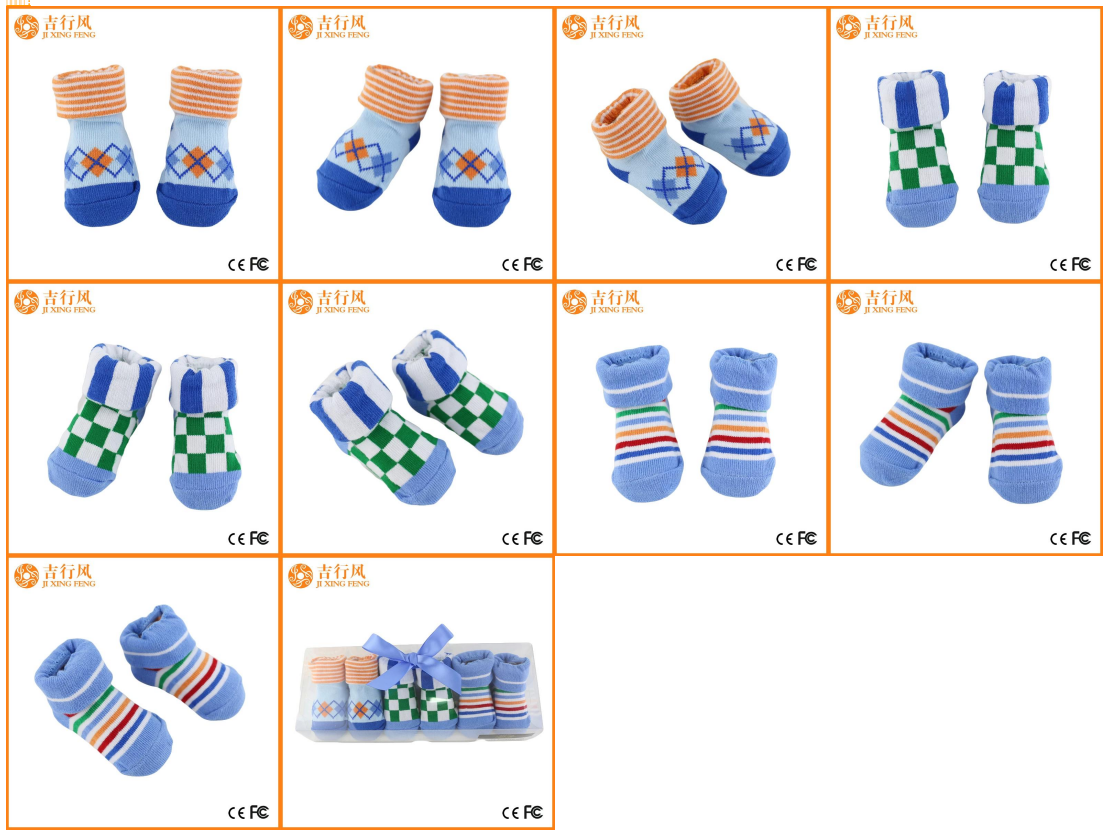 吉行风
JI XING FENG
CE FC
吉行风
JI XING FENG
CE FC
吉行风
JI XING FENG
CE FC
吉行风
JI XING FENG
CE FC
吉行风
JI XING FENG
CE FC
吉行风
JI XING FENG
CE FC
吉行风
JI XING FENG
CE FC
吉行风
JI XING FENG
CE FC
吉行风
JI XING FENG
CE FC
吉行风
JI XING FENG
CE FC